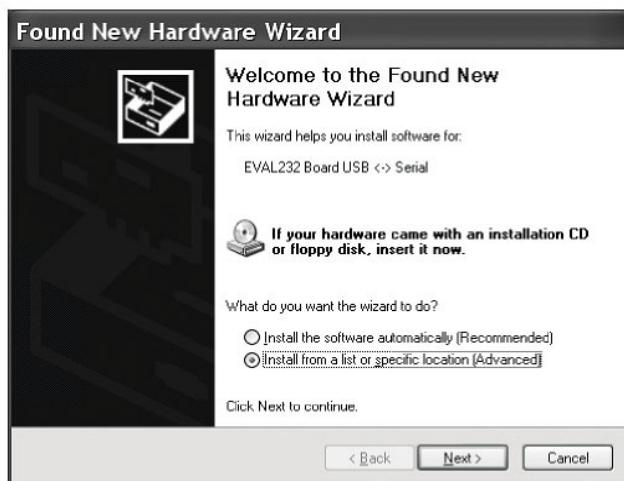 Found New Hardware Wizard
Welcome to the Found New
Hardware Wizard
This wizard helps you install software for:
EVAL232 Board USB <-> Serial
If your hardware came with an installation CD
or floppy disk, insert it now.
What do you want the wizard to do?
Install the software automatically (Recommended)
Install from a list or specific location (Advanced)
Click Next to continue.
< Back
Next >
Cancel